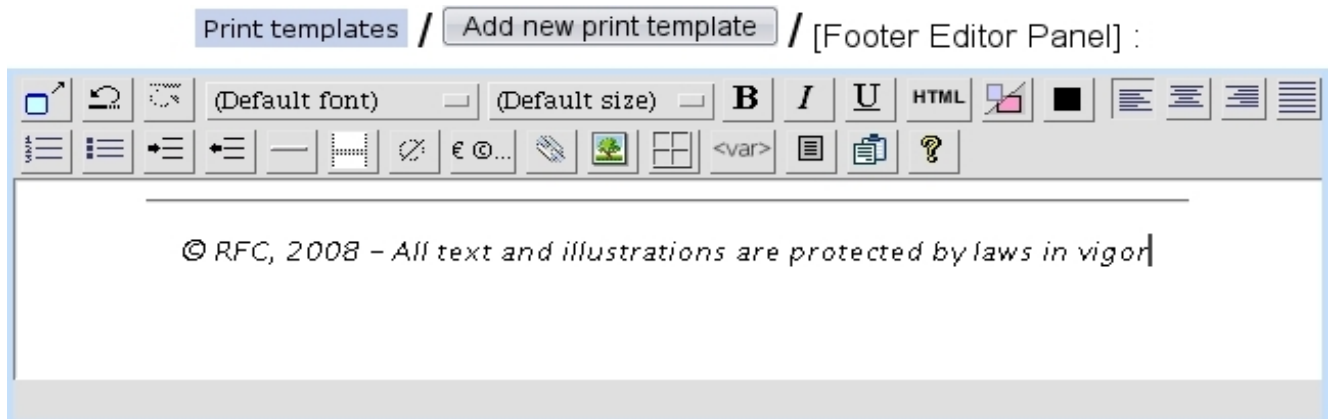 Print templates / Add new print template / [Footer Editor Panel] :
(Default font) (Default size) B I U HTML
€ ©... <var> ?
© RFC, 2008 – All text and illustrations are protected by laws in vigor